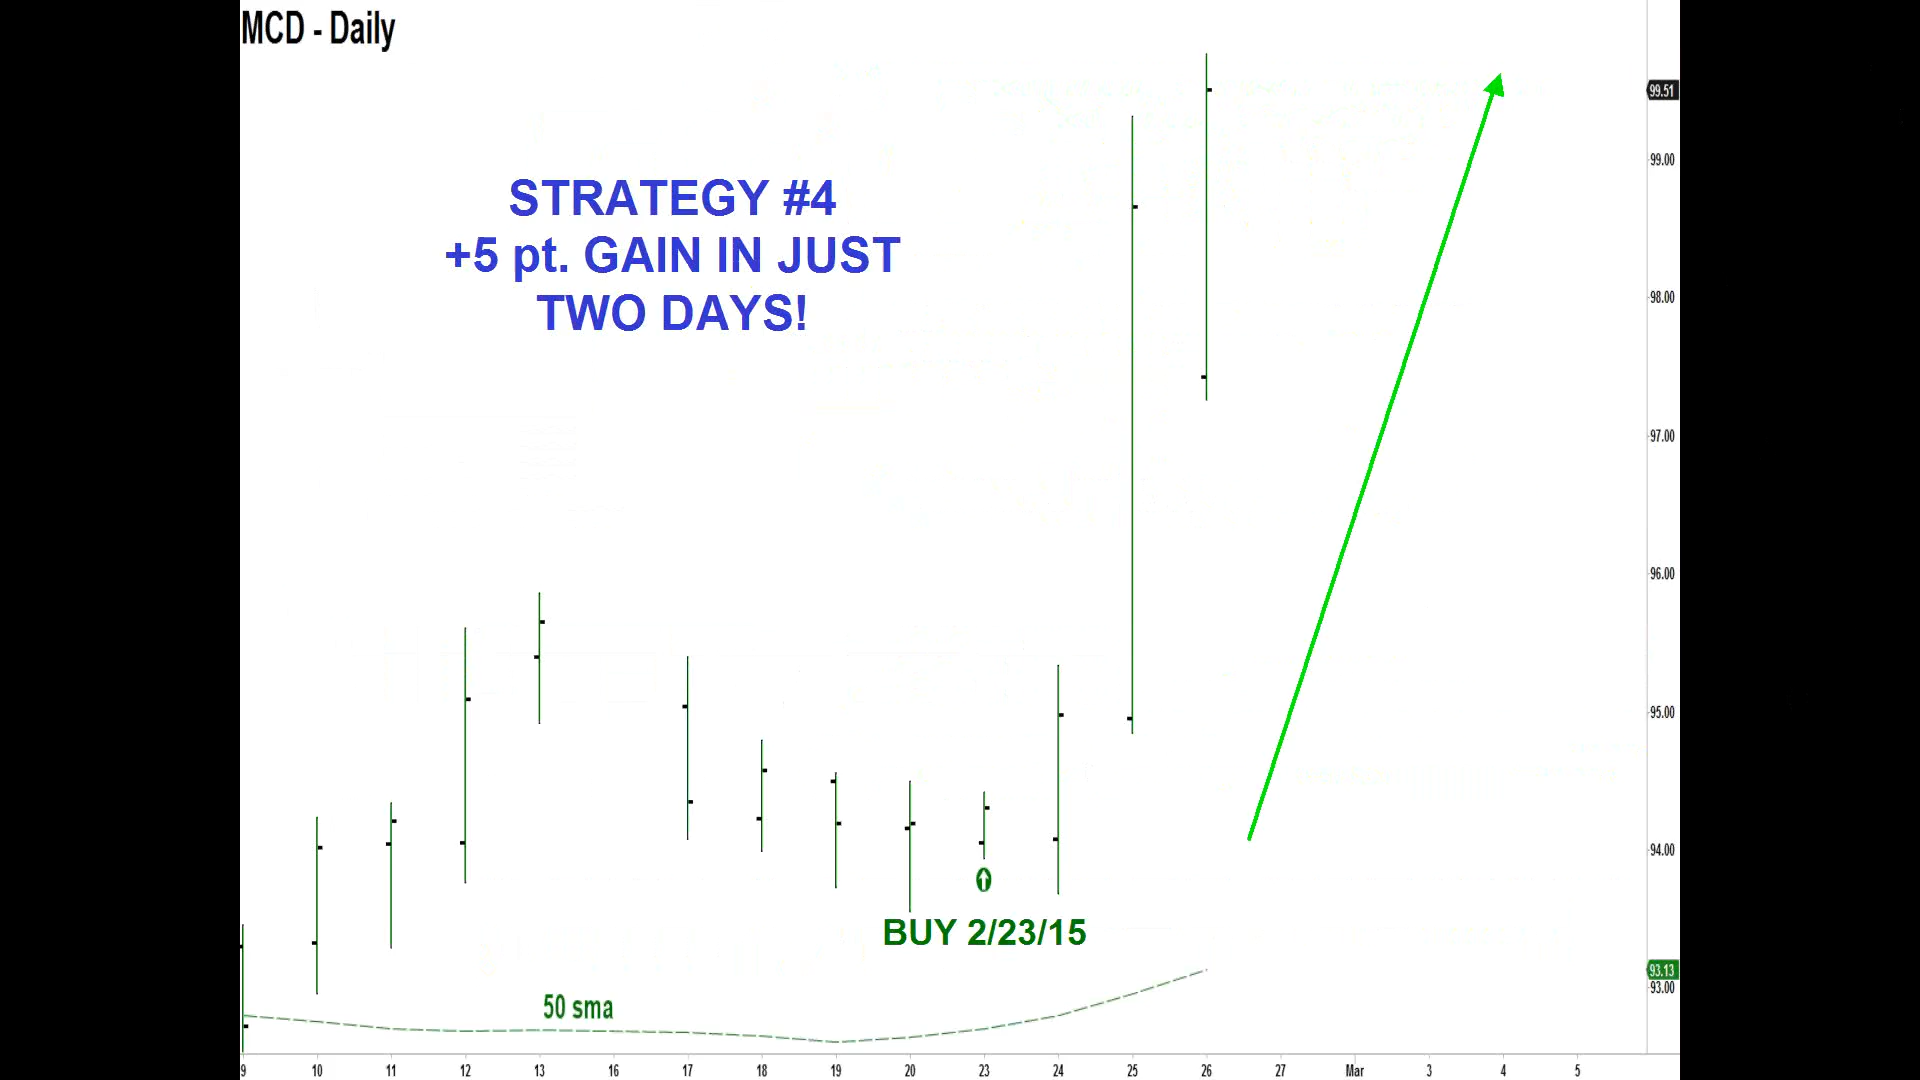 MCD - Daily
STRATEGY #4
+5 pt. GAIN IN JUST
TWO DAYS!
99.51
99.00
98.00
97.00
96.00
95.00
94.00
BUY 2/23/15
93.13
93.00
50 sma
9 10 11 12 13 16 17 18 19 20 23 24 25 26 27 Mar 3 4 5